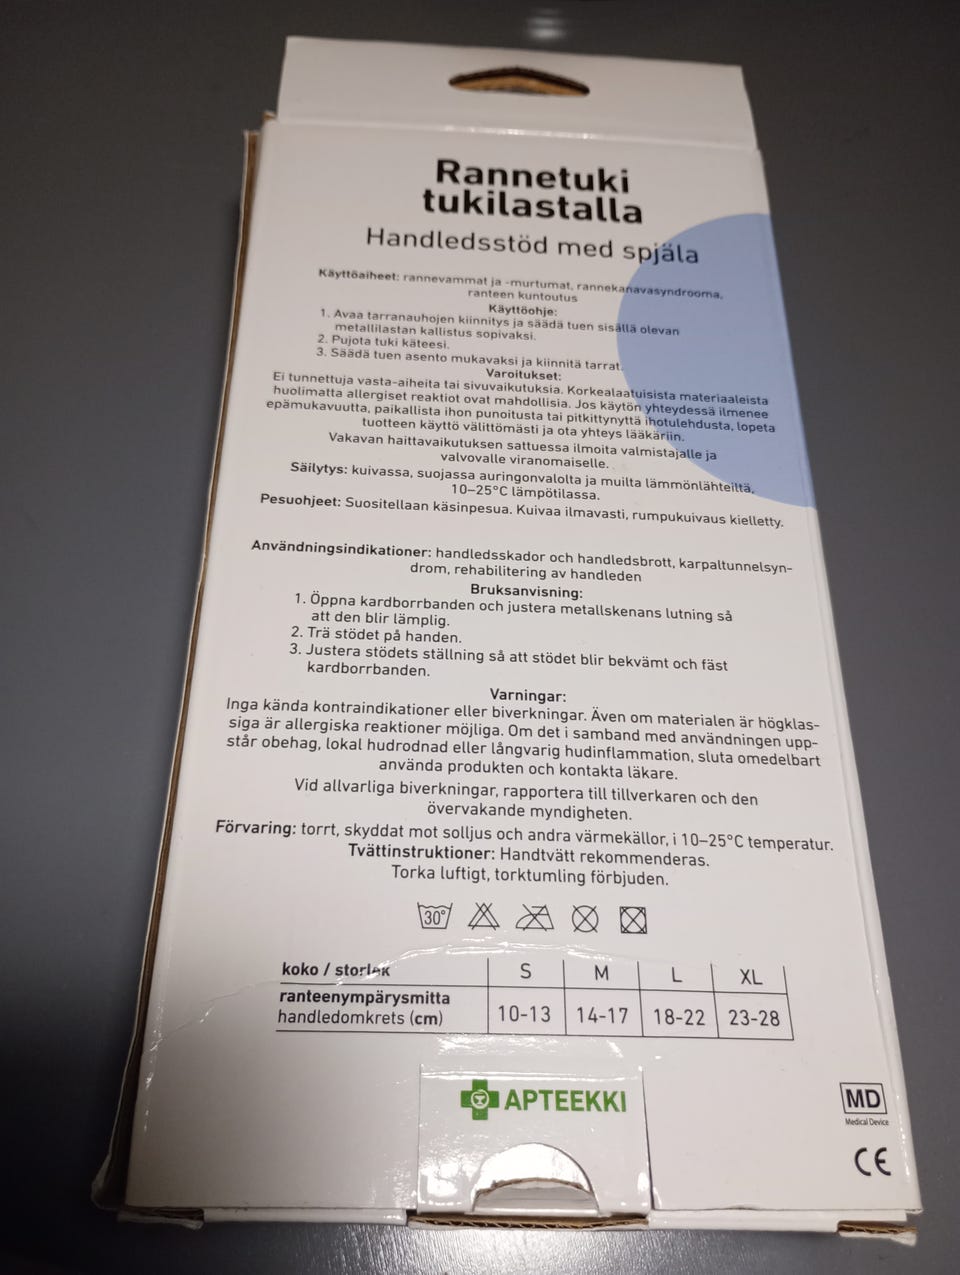 Rannetuki
tukilastalla
Handledsstöd med spjäla
Käyttöaiheet: rannevammat ja -murtumat, rannekanavasyndrooma,
ranteen kuntoutus
Käyttöohje:
1. Avaa tarranauhojen kiinnitys ja säädä tuen sisällä olevan
metallilastan kallistus sopivaksi.
2. Pujota tuki käteesi.
3. Säädä tuen asento mukavaksi ja kiinnitä tarrat.
Varoitukset:
Ei tunnettuja vasta-aiheita tai sivuvaikutuksia. Korkealaatuisista materiaaleista
huolimatta allergiset reaktiot ovat mahdollisia. Jos käytön yhteydessä ilmenee
epämukavuutta, paikallista ihon punoitusta tai pitkittynyttä ihotulehdusta, lopeta
tuotteen käyttö välittömästi ja ota yhteys lääkäriin.
Vakavan haittavaikutuksen sattuessa ilmoita valmistajalle ja
valvovalle viranomaiselle.
Säilytys: kuivassa, suojassa auringonvalolta ja muilta lämmönlähteiltä,
10–25°C lämpötilassa.
Pesuohjeet: Suositellaan käsinpesua. Kuivaa ilmavasti, rumpukuivaus kielletty.
Användningsindikationer: handledsskador och handledsbrott, karpaltunnelsyn-
drom, rehabilitering av handleden
Bruksanvisning:
1. Öppna kardborrbanden och justera metallskenans lutning så
att den blir lämplig.
2. Trä stödet på handen.
3. Justera stödets ställning så att stödet blir bekvämt och fäst
kardborrbanden.
Varningar:
Inga kända kontraindikationer eller biverkningar. Även om materialen är högklas-
siga är allergiska reaktioner möjliga. Om det i samband med användningen upp-
står obehag, lokal hudrodnad eller långvarig hudinflammation, sluta omedelbart
använda produkten och kontakta läkare.
Vid allvarliga biverkningar, rapportera till tillverkaren och den
övervakande myndigheten.
Förvaring: torrt, skyddat mot solljus och andra värmekällor, i 10–25°C temperatur.
Tvättinstruktioner: Handtvätt rekommenderas.
Torka luftigt, torktumling förbjuden.
30°
koko / storlek S M L XL
ranteenympärysmitta
handledomkrets (cm) 10-13 14-17 18-22 23-28
APTEEKKI
MD
Medical Device
CE